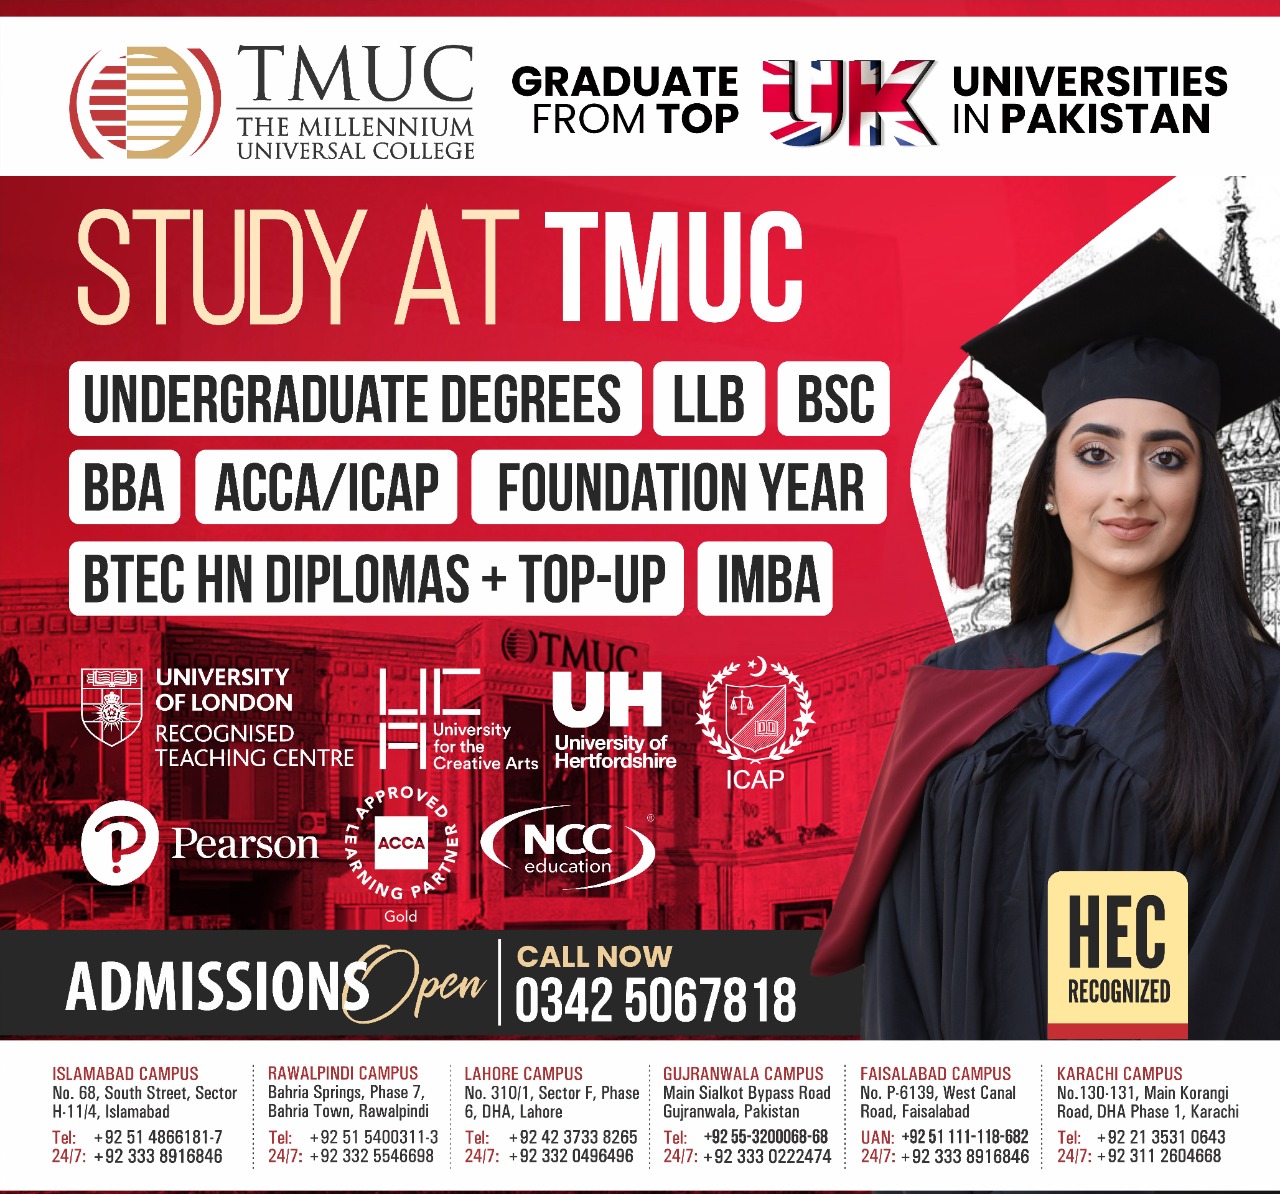 TMUC
THE MILLENNIUM
UNIVERSAL COLLEGE
GRADUATE
FROM TOP
UK
UNIVERSITIES
IN PAKISTAN
STUDY AT TMUC
UNDERGRADUATE DEGREES LLB BSC
BBA ACCA/ICAP FOUNDATION YEAR
BTEC HN DIPLOMAS + TOP-UP IMBA
TMUC
UNIVERSITY
OF LONDON
RECOGNISED
TEACHING CENTRE
UCA
University
for the
Creative Arts
UH
University of
Hertfordshire
ICAP
Pearson
APPROVED
ACCA
LEARNING PARTNER
Gold
NCC ®
education
HEC
RECOGNIZED
ADMISSIONS Open
CALL NOW
0342 5067818
ISLAMABAD CAMPUS
No. 68, South Street, Sector
H-11/4, Islamabad
Tel: +92 51 4866181-7
24/7: +92 333 8916846
RAWALPINDI CAMPUS
Bahria Springs, Phase 7,
Bahria Town, Rawalpindi
Tel: +92 51 5400311-3
24/7: +92 332 5546698
LAHORE CAMPUS
No. 310/1, Sector F, Phase
6, DHA, Lahore
Tel: +92 42 3733 8265
24/7: +92 332 0496496
GUJRANWALA CAMPUS
Main Sialkot Bypass Road
Gujranwala, Pakistan
Tel: +92 55-3200068-68
24/7: +92 333 0222474
FAISALABAD CAMPUS
No. P-6139, West Canal
Road, Faisalabad
UAN: +92 51 111-118-682
24/7: +92 333 8916846
KARACHI CAMPUS
No.130-131, Main Korangi
Road, DHA Phase 1, Karachi
Tel: +92 21 3531 0643
24/7: +92 311 2604668